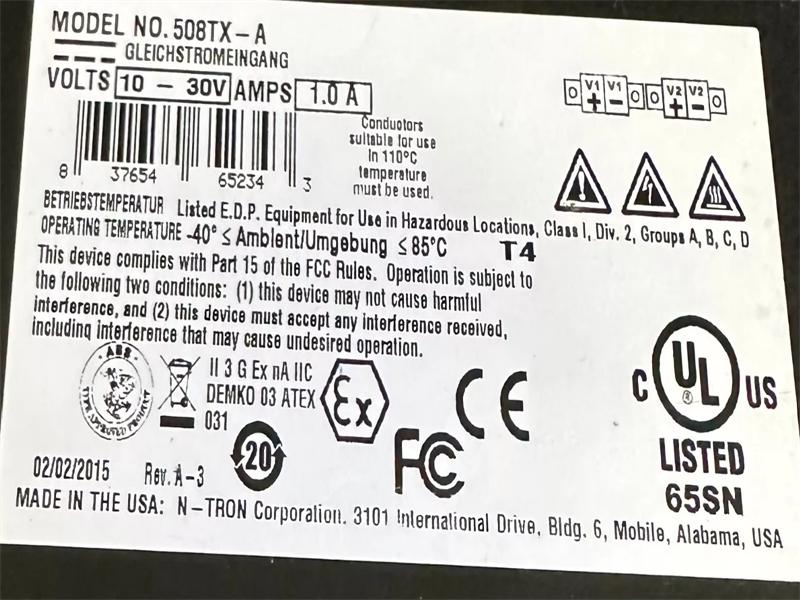 MODEL NO. 508TX-A
GLEICHSTROMEINGANG
VOLTS 10 - 30V AMPS 1.0 A
V1 V1 V2 V2
+ - + -
8 37654 65234 3
Conductors
suitable for use
in 110°C
temperature
must be used.
BETRIEBSTEMPERATUR Listed E.D.P. Equipment for Use in Hazardous Locations, Class I, Div. 2, Groups A, B, C, D
OPERATING TEMPERATURE -40° ≤ Ambient/Umgebung ≤ 85°C T4
This device complies with Part 15 of the FCC Rules. Operation is subject to
the following two conditions: (1) this device may not cause harmful
interference, and (2) this device must accept any interference received,
including interference that may cause undesired operation.
ABS
TYPE APPROVED PRODUCT
II 3 G Ex nA IIC
DEMKO 03 ATEX
031
Ex
CE
C UL ® US
LISTED
65SN
20
FC
02/02/2015 Rev. A-3
MADE IN THE USA: N-TRON Corporation. 3101 International Drive, Bldg. 6, Mobile, Alabama, USA